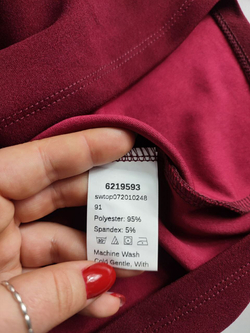 6219593
swtop072010248
91
Polyester: 95%
Spandex: 5%
Machine Wash
Cold Gentle, With